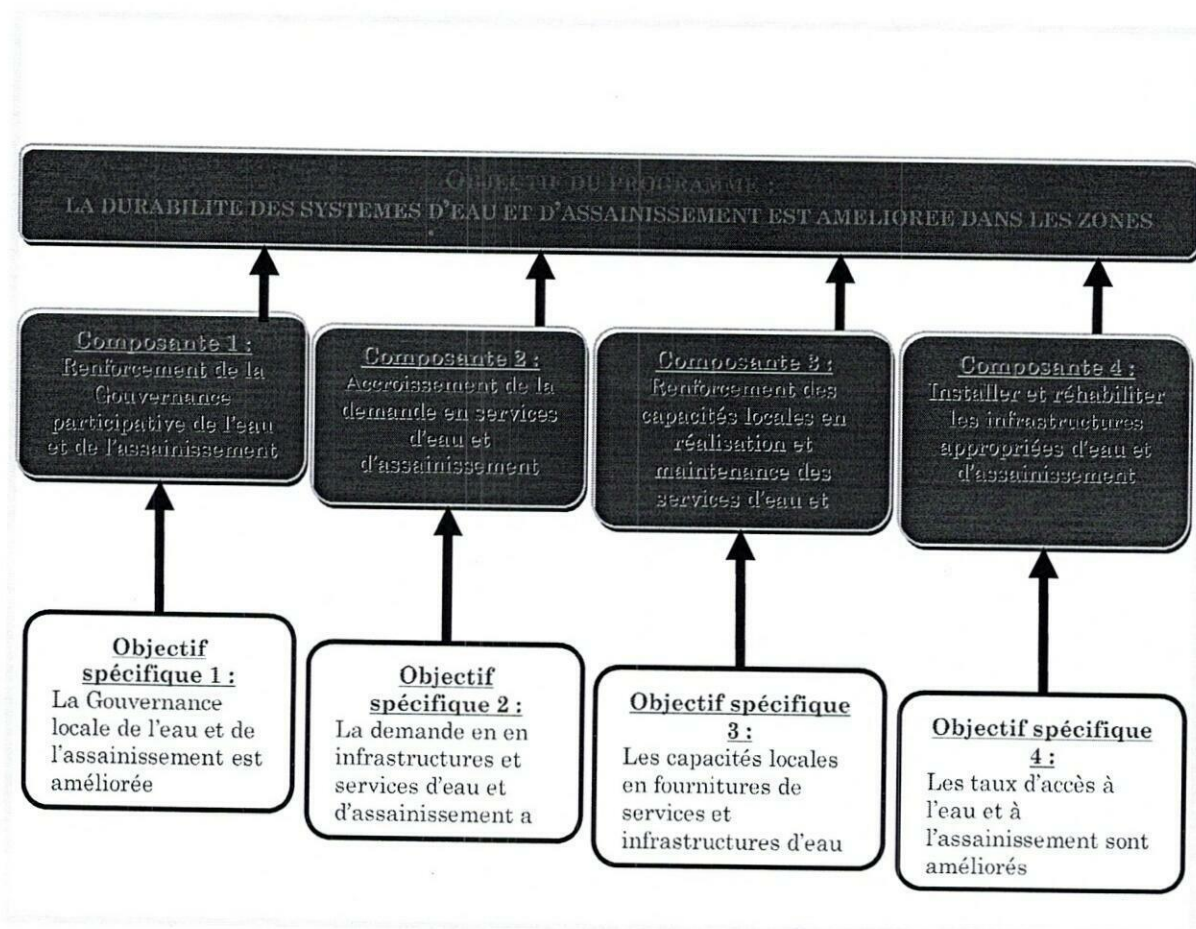 OBJECTIF DU PROGRAMME :
LA DURABILITE DES SYSTEMES D'EAU ET D'ASSAINISSEMENT EST AMELIOREE DANS LES ZONES
Composante 1 :
Renforcement de la
Gouvernance
participative de l'eau
et de l'assainissement
Composante 2 :
Accroissement de la
demande en services
d'eau et
d'assainissement
Composante 3 :
Renforcement des
capacités locales en
réalisation et
maintenance des
services d'eau et
Composante 4 :
Installer et réhabiliter
les infrastructures
appropriées d'eau et
d'assainissement
Objectif
spécifique 1 :
La Gouvernance
locale de l'eau et de
l'assainissement est
améliorée
Objectif
spécifique 2 :
La demande en en
infrastructures et
services d'eau et
d'assainissement a
Objectif spécifique
3 :
Les capacités locales
en fournitures de
services et
infrastructures d'eau
Objectif spécifique
4 :
Les taux d'accès à
l'eau et à
l'assainissement sont
améliorés